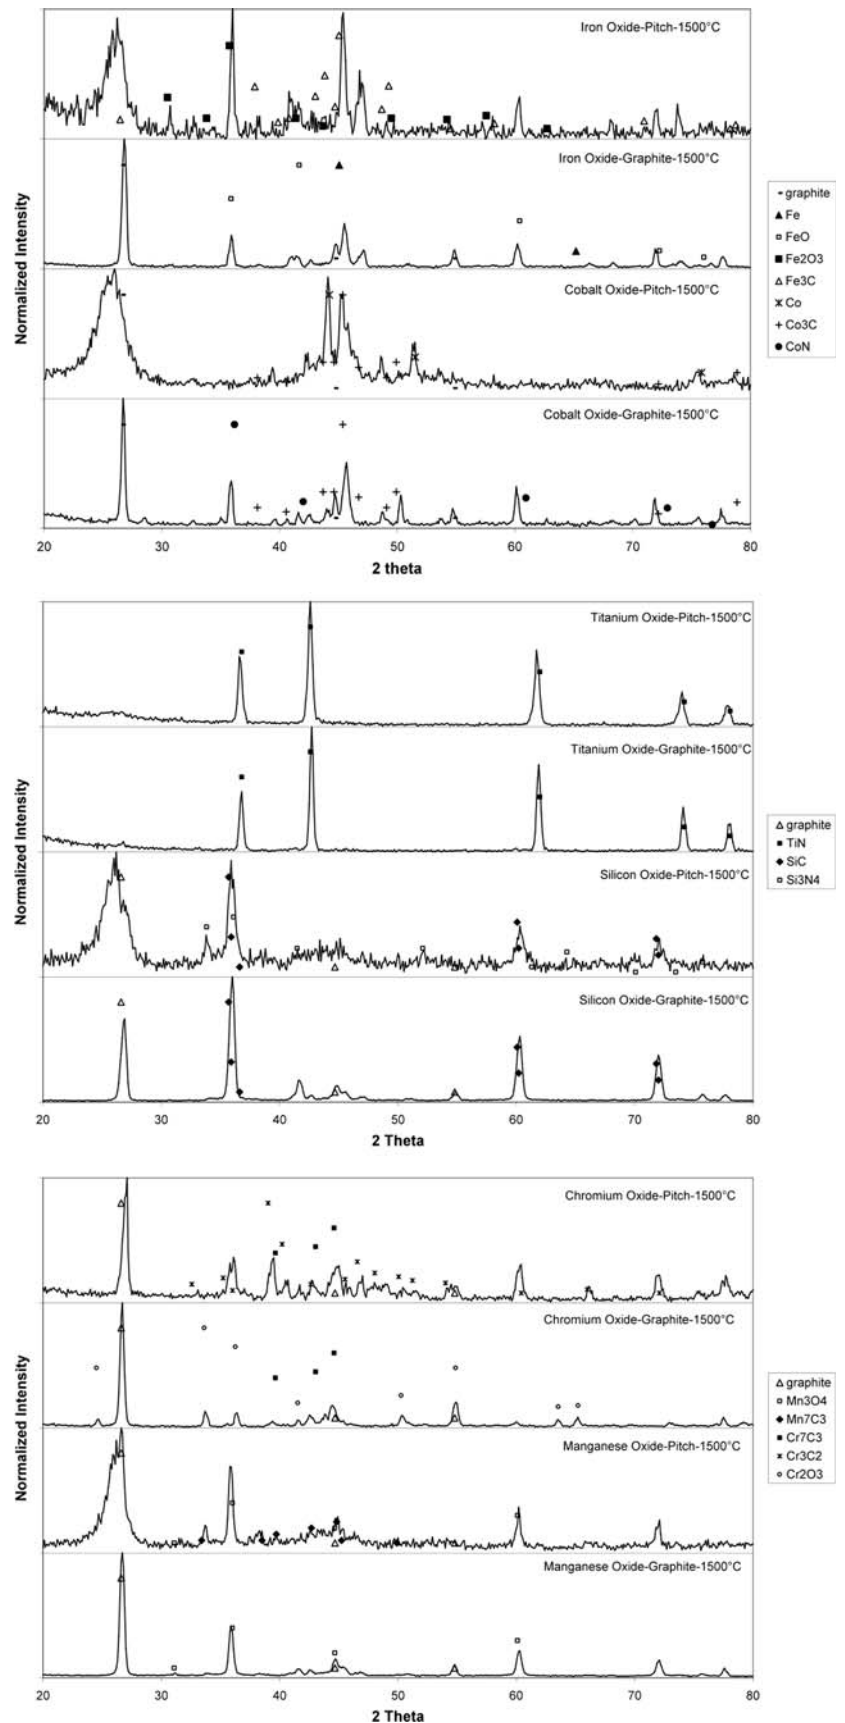 Iron Oxide-Pitch-1500°C
Iron Oxide-Graphite-1500°C
Cobalt Oxide-Pitch-1500°C
Cobalt Oxide-Graphite-1500°C
Normalized Intensity
20 30 40 50 60 70 80
2 theta
graphite
Fe
FeO
Fe2O3
Fe3C
Co
Co3C
CoN
Titanium Oxide-Pitch-1500°C
Titanium Oxide-Graphite-1500°C
Silicon Oxide-Pitch-1500°C
Silicon Oxide-Graphite-1500°C
Normalized Intensity
20 30 40 50 60 70 80
2 Theta
graphite
TiN
SiC
Si3N4
Chromium Oxide-Pitch-1500°C
Chromium Oxide-Graphite-1500°C
Manganese Oxide-Pitch-1500°C
Manganese Oxide-Graphite-1500°C
Normalized Intensity
20 30 40 50 60 70 80
2 Theta
graphite
Mn3O4
Mn7C3
Cr7C3
Cr3C2
Cr2O3